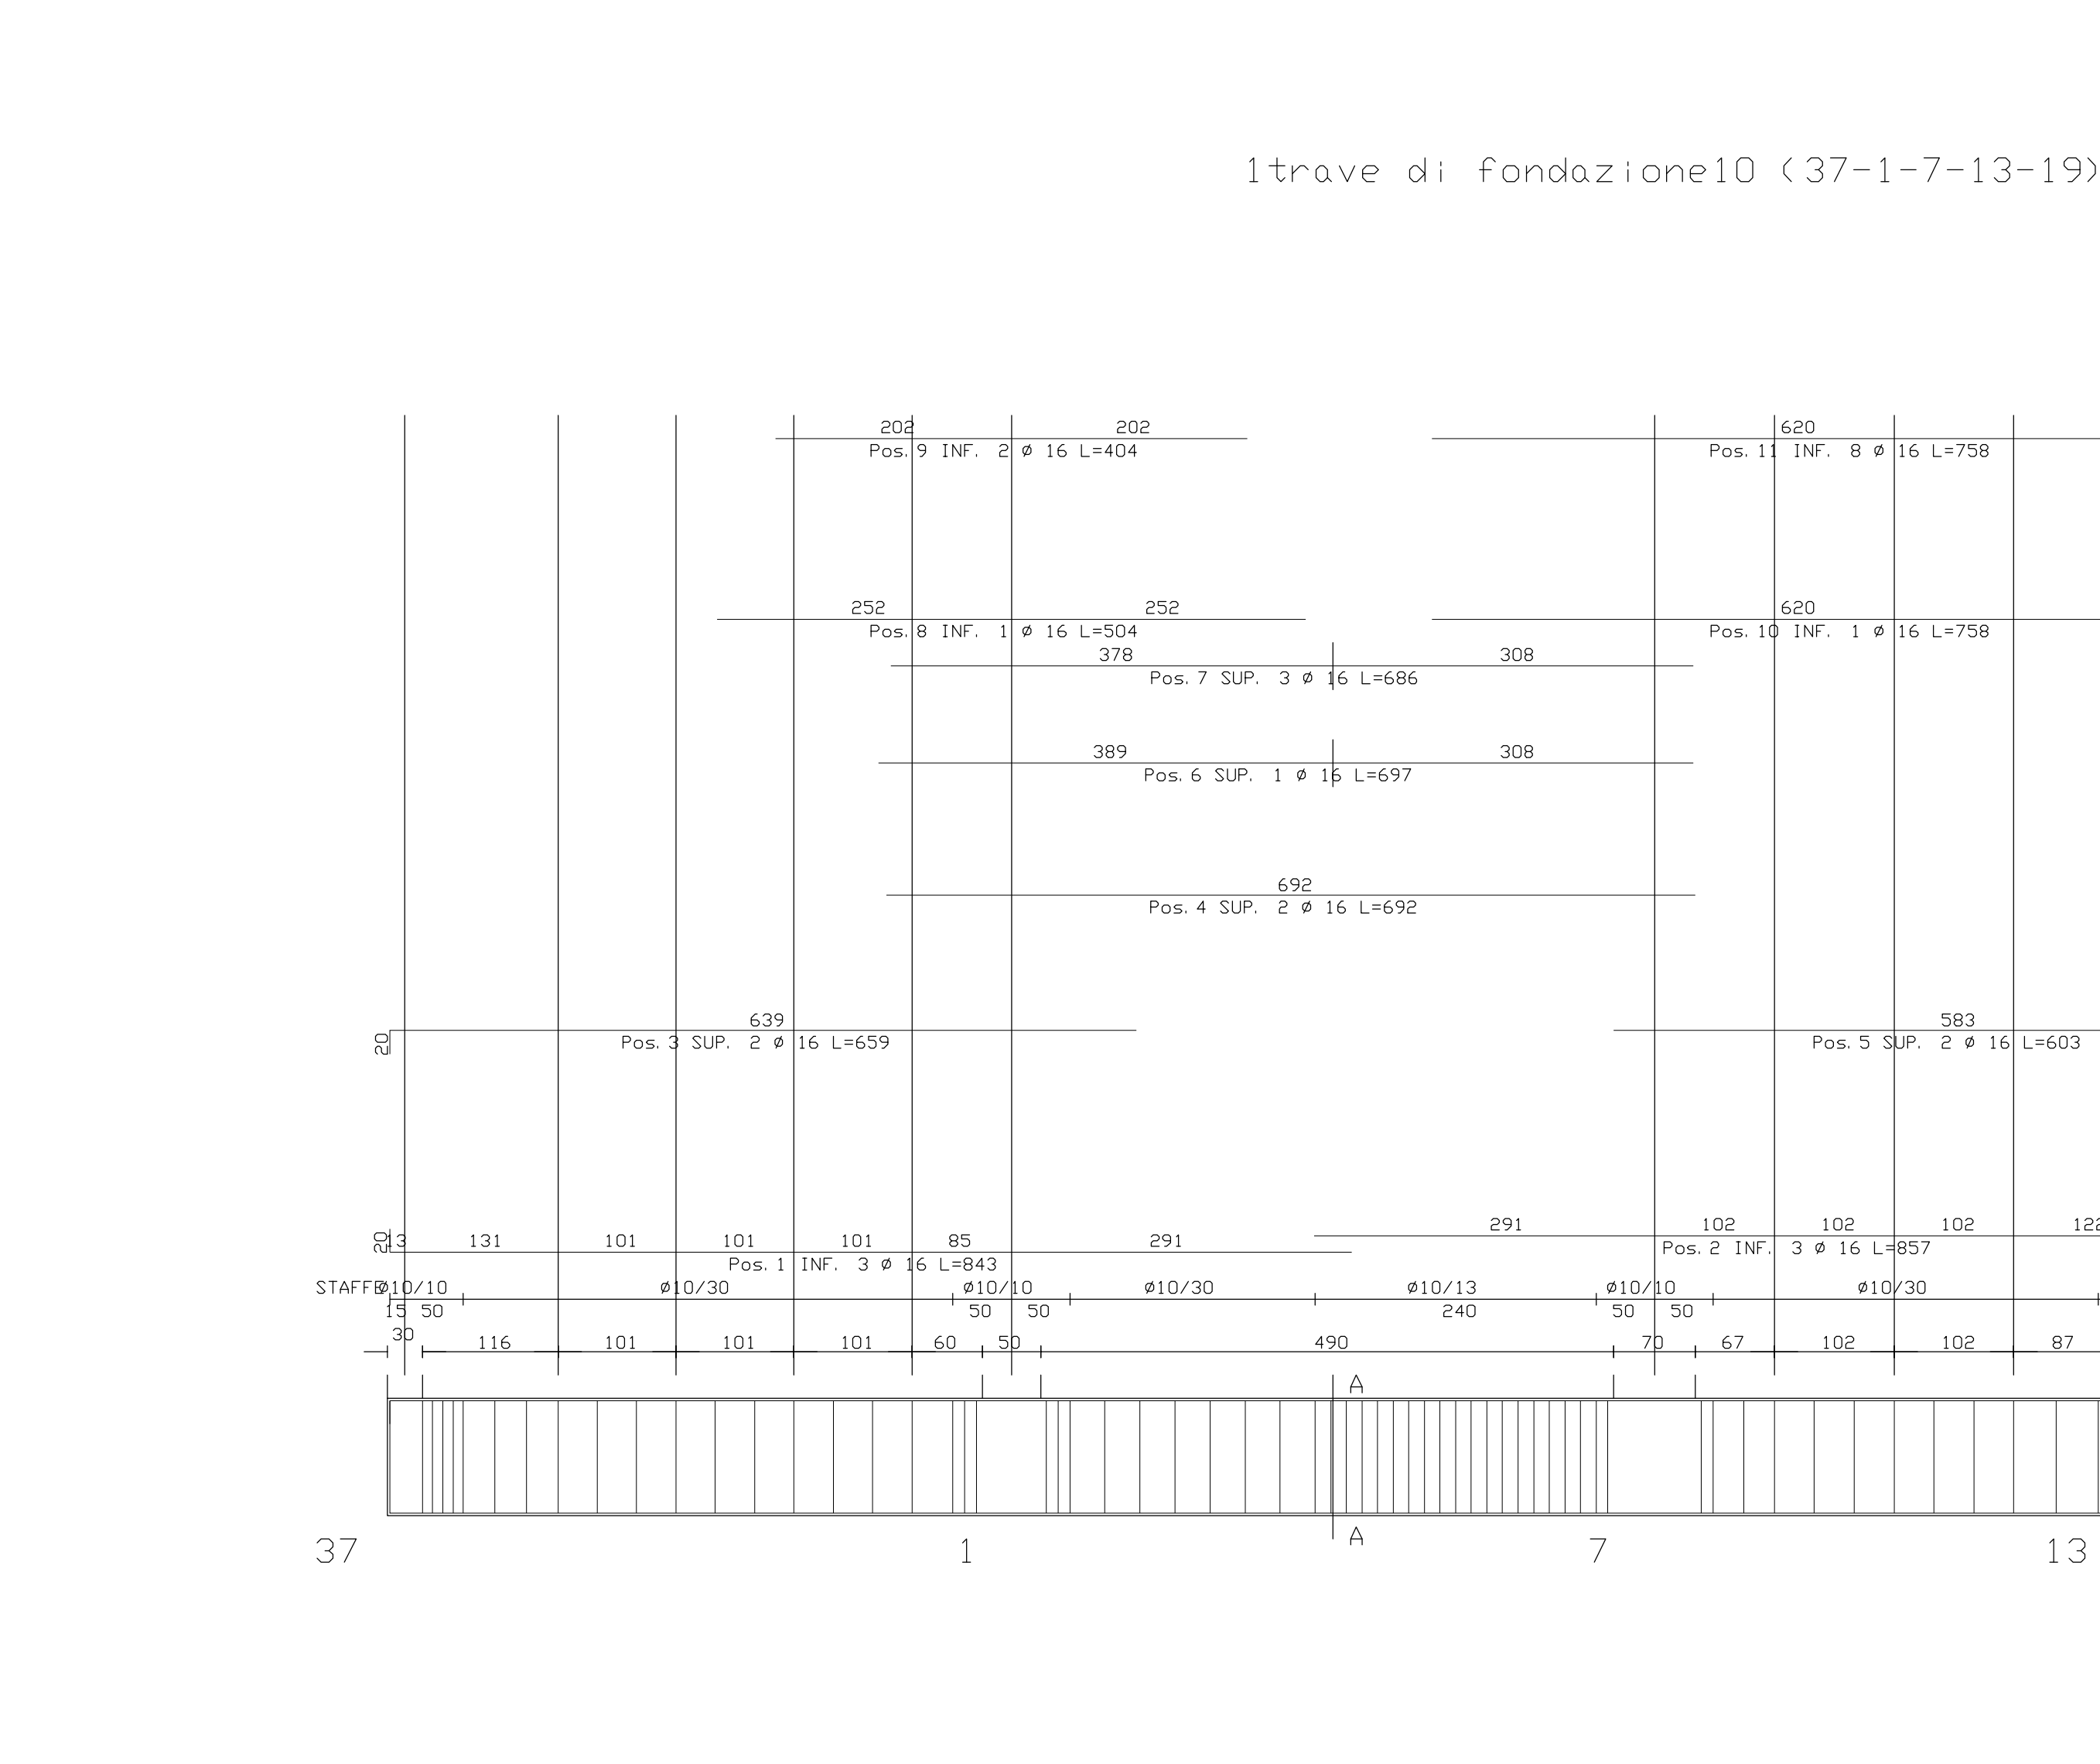 1trave di fondazione10 (37-1-7-13-19)
202 202 620
Pos. 9 INF. 2 ø 16 L=404 Pos. 11 INF. 8 ø 16 L=758
252 252 620
Pos. 8 INF. 1 ø 16 L=504 Pos. 10 INF. 1 ø 16 L=758
378 308
Pos. 7 SUP. 3 ø 16 L=686
389 308
Pos. 6 SUP. 1 ø 16 L=697
692
Pos. 4 SUP. 2 ø 16 L=692
639 583
20
Pos. 3 SUP. 2 ø 16 L=659 Pos. 5 SUP. 2 ø 16 L=603
291 102 102 102 122
20 13 131 101 101 101 85 291
Pos. 2 INF. 3 ø 16 L=857
Pos. 1 INF. 3 ø 16 L=843
STAFFE ø10/10 ø10/30 ø10/10 ø10/30 ø10/13 ø10/10 ø10/30
15 50 50 50 240 50 50
30
116 101 101 101 60 50 490 70 67 102 102 87
A
A
37 1 7 13